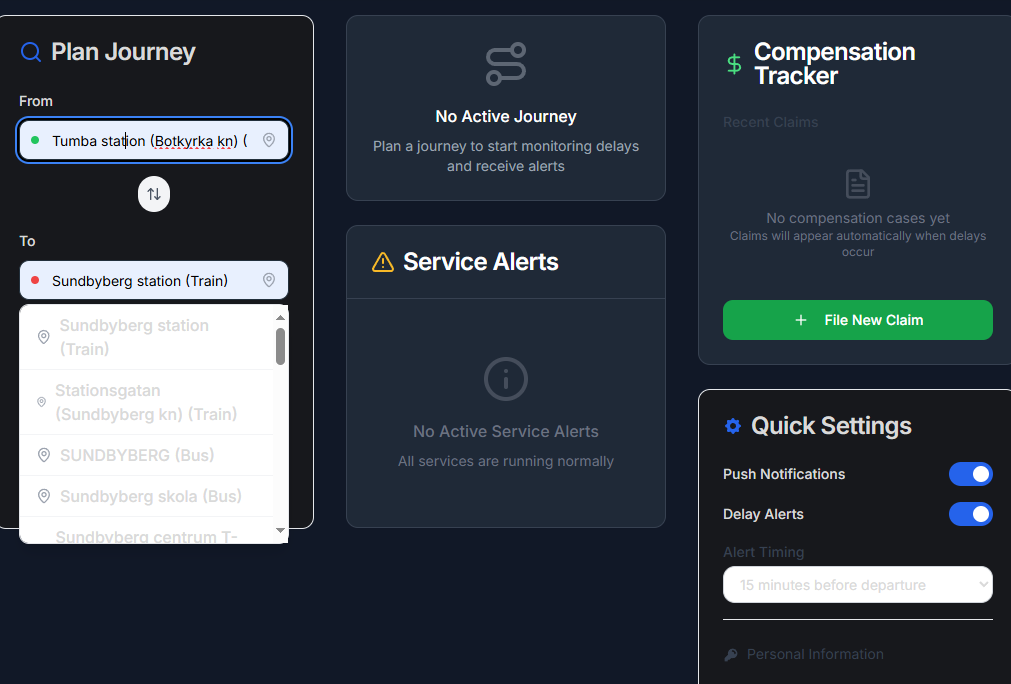 Plan Journey
From
Tumba station (Botkyrka kn) (
To
Sundbyberg station (Train)
Sundbyberg station
(Train)
Stationsgatan
(Sundbyberg kn) (Train)
SUNDBYBERG (Bus)
Sundbyberg skola (Bus)
Sundbyberg centrum T-
No Active Journey
Plan a journey to start monitoring delays
and receive alerts
Service Alerts
No Active Service Alerts
All services are running normally
$ Compensation
Tracker
Recent Claims
No compensation cases yet
Claims will appear automatically when delays
occur
+ File New Claim
Quick Settings
Push Notifications
Delay Alerts
Alert Timing
15 minutes before departure
Personal Information